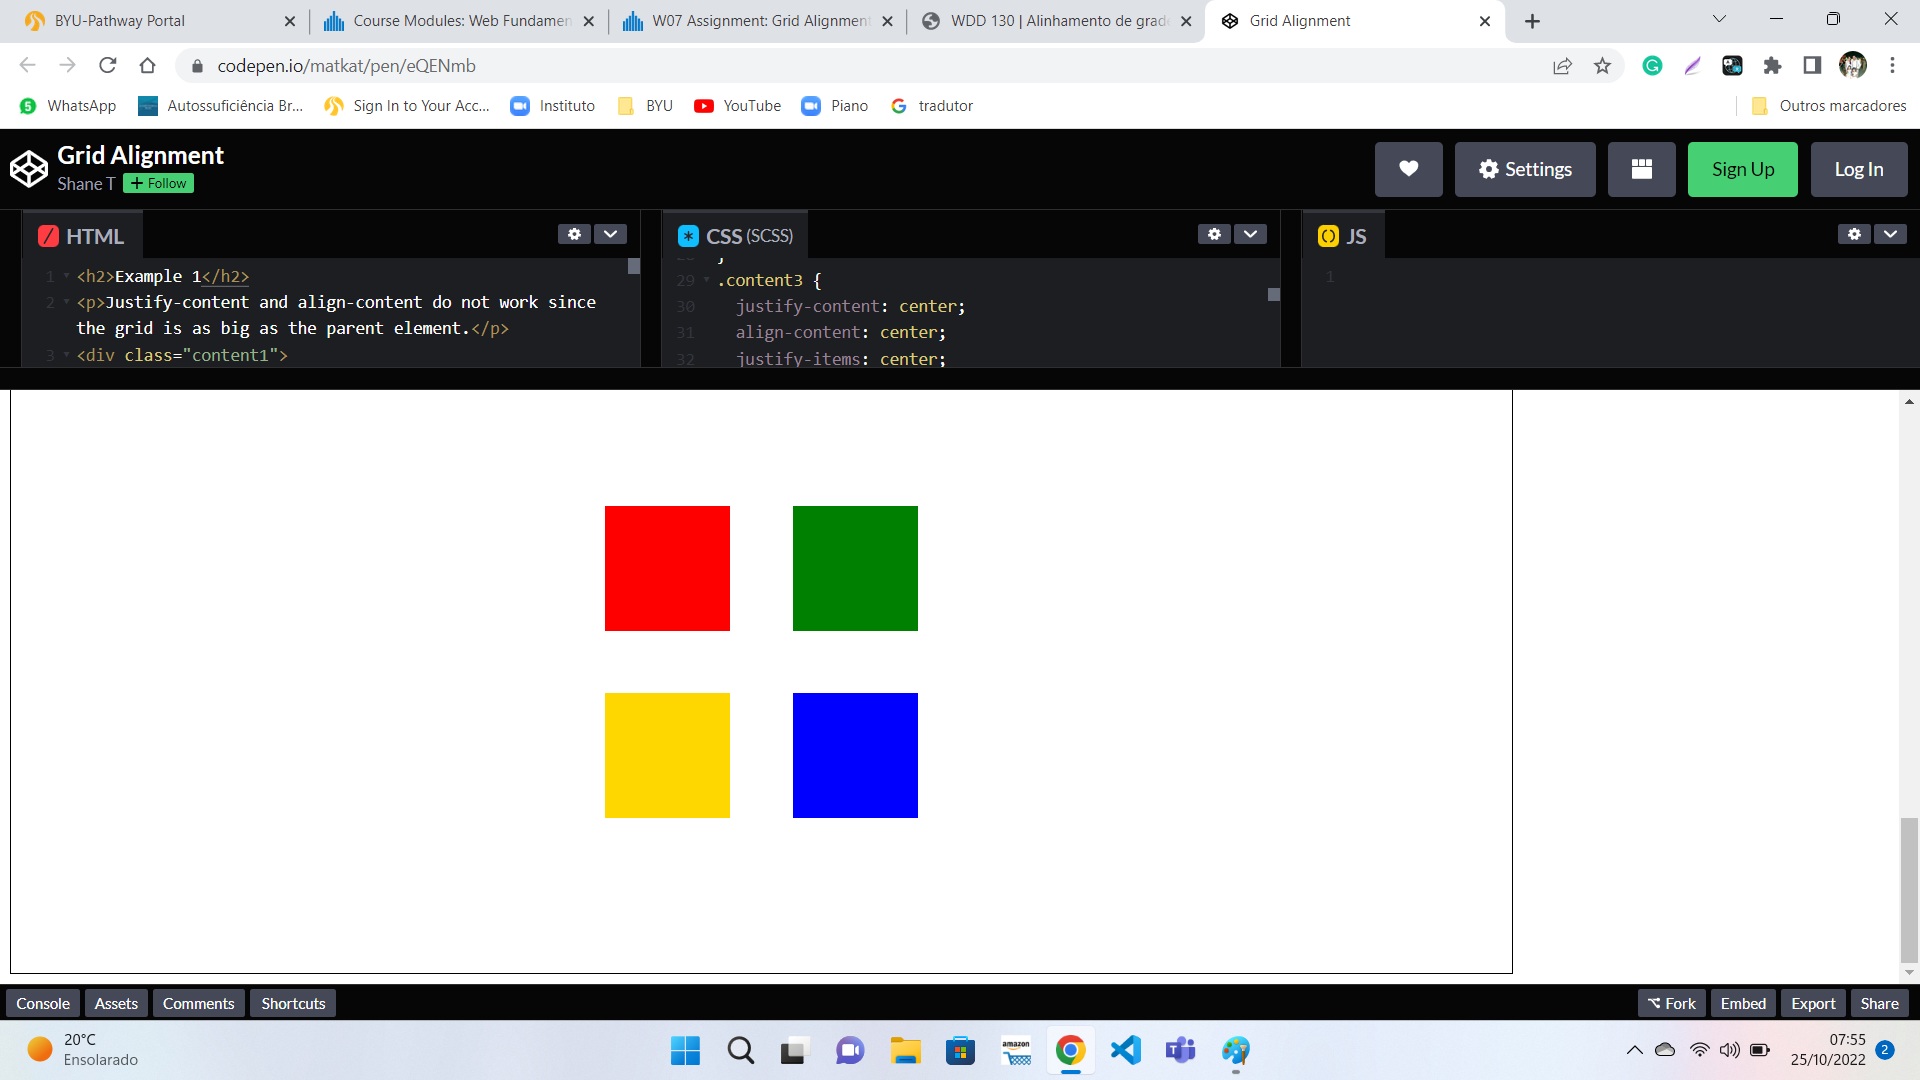 BYU-Pathway Portal
Course Modules: Web Fundamen
W07 Assignment: Grid Alignment
WDD 130 | Alinhamento de grade
Grid Alignment
codepen.io/matkat/pen/eQENmb
WhatsApp
Autossuficiência Br...
Sign In to Your Acc...
Instituto
BYU
YouTube
Piano
tradutor
Outros marcadores
Grid Alignment
Shane T
+ Follow
Settings
Sign Up
Log In
HTML
1 <h2>Example 1</h2>
2 <p>Justify-content and align-content do not work since
the grid is as big as the parent element.</p>
3 <div class="content1">
CSS (SCSS)
28 }
29 .content3 {
30 justify-content: center;
31 align-content: center;
32 justify-items: center;
JS
1
Console
Assets
Comments
Shortcuts
Fork
Embed
Export
Share
20°C
Ensolarado
amazon
07:55
25/10/2022
2